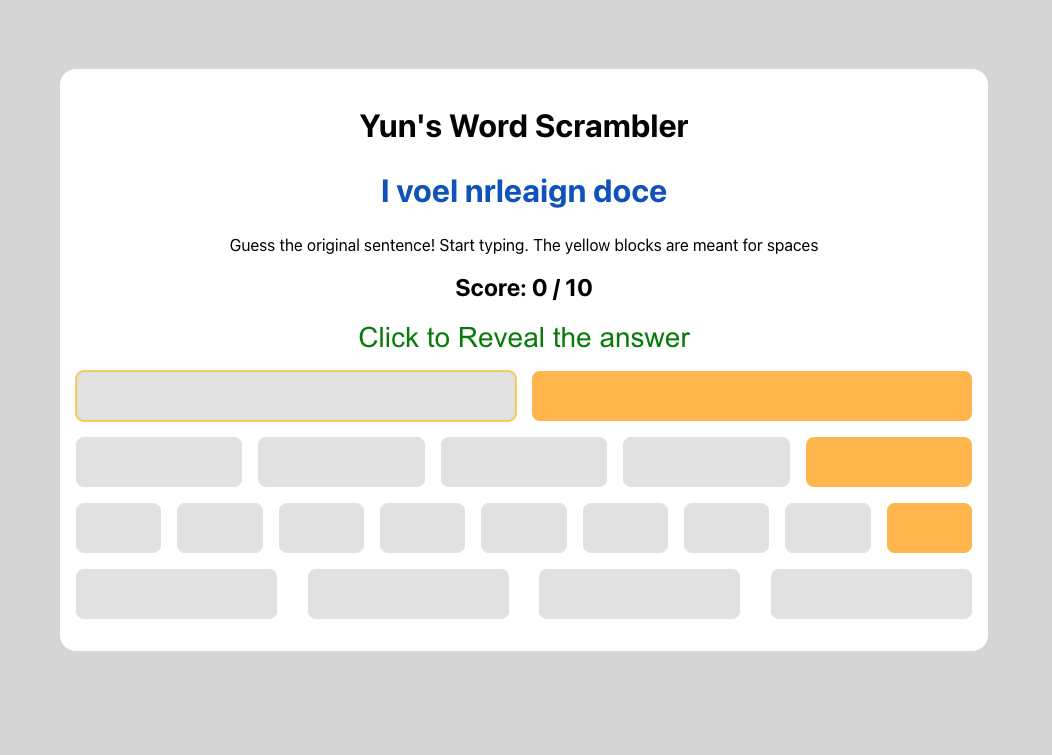 Yun's Word Scrambler
I voel nrleaign doce
Guess the original sentence! Start typing. The yellow blocks are meant for spaces
Score: 0 / 10
Click to Reveal the answer